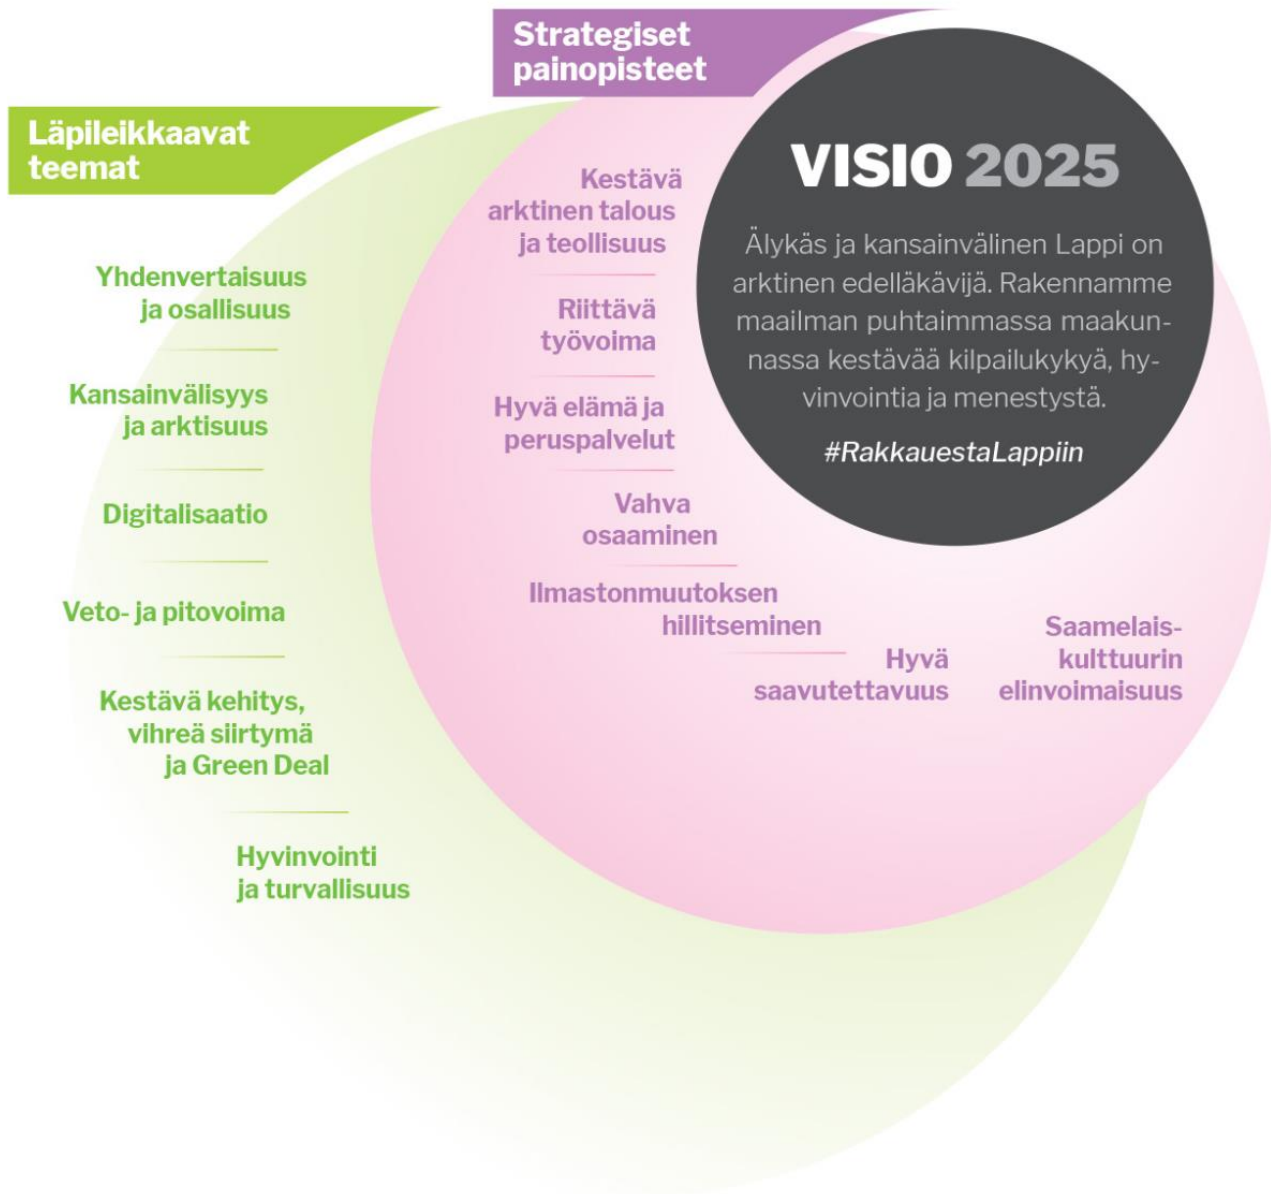 Strategiset
painopisteet
Läpileikkaavat
teemat
VISIO 2025
Älykäs ja kansainvälinen Lappi on
arktinen edelläkävijä. Rakennamme
maailman puhtaimmassa maakun-
nassa kestävää kilpailukykyä, hy-
vinvointia ja menestystä.
#RakkauestaLappiin
Kestävä
arktinen talous
ja teollisuus
Riittävä
työvoima
Hyvä elämä ja
peruspalvelut
Vahva
osaaminen
Ilmastonmuutoksen
hillitseminen
Hyvä
saavutettavuus
Saamelais-
kulttuurin
elinvoimaisuus
Yhdenvertaisuus
ja osallisuus
Kansainvälisyys
ja arktisuus
Digitalisaatio
Veto- ja pitovoima
Kestävä kehitys,
vihreä siirtymä
ja Green Deal
Hyvinvointi
ja turvallisuus